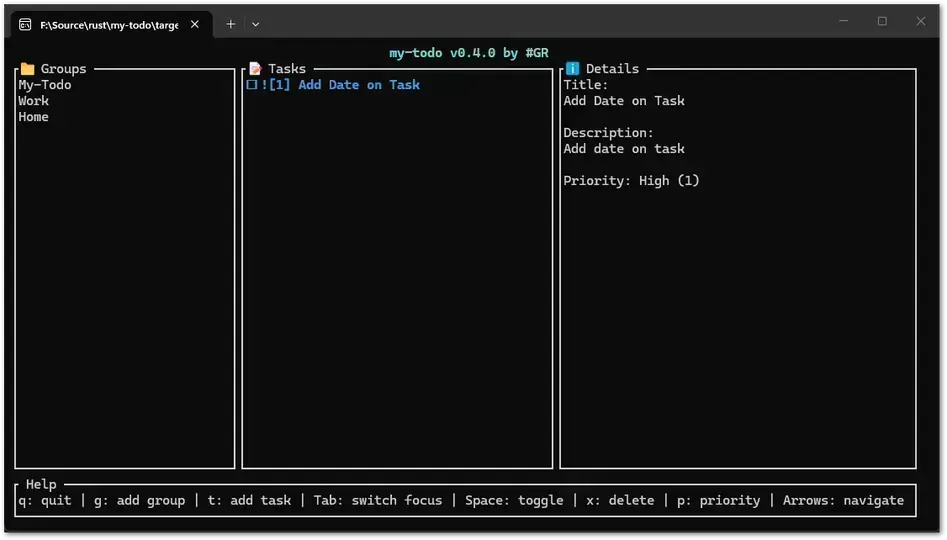 F:\Source\rust\my-todo\targe
my-todo v0.4.0 by #GR
Groups
My-Todo
Work
Home
Tasks
![1] Add Date on Task
Details
Title:
Add Date on Task
Description:
Add date on task
Priority: High (1)
Help
q: quit | g: add group | t: add task | Tab: switch focus | Space: toggle | x: delete | p: priority | Arrows: navigate